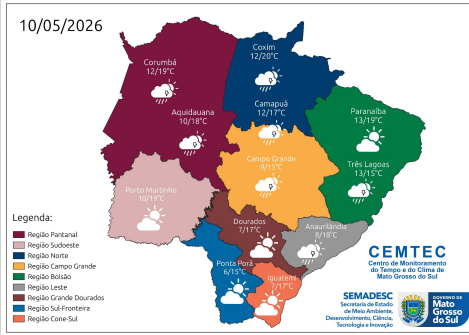 10/05/2026
Corumbá
12/19°C
Coxim
12/20°C
Aquidauana
10/18°C
Camapuã
12/17°C
Paranaíba
13/19°C
Campo Grande
9/15°C
Três Lagoas
13/15°C
Porto Murtinho
10/19°C
Dourados
7/17°C
Anaurilândia
8/18°C
Ponta Porã
6/15°C
Iguatemi
7/17°C
Legenda:
Região Pantanal
Região Sudoeste
Região Norte
Região Campo Grande
Região Bolsão
Região Leste
Região Grande Dourados
Região Sul-Fronteira
Região Cone-Sul
CEMTEC
Centro de Monitoramento
do Tempo e do Clima de
Mato Grosso do Sul
SEMADESC
Secretaria de Estado
de Meio Ambiente,
Desenvolvimento, Ciência,
Tecnologia e Inovação
GOVERNO DE
Mato
Grosso
do Sul